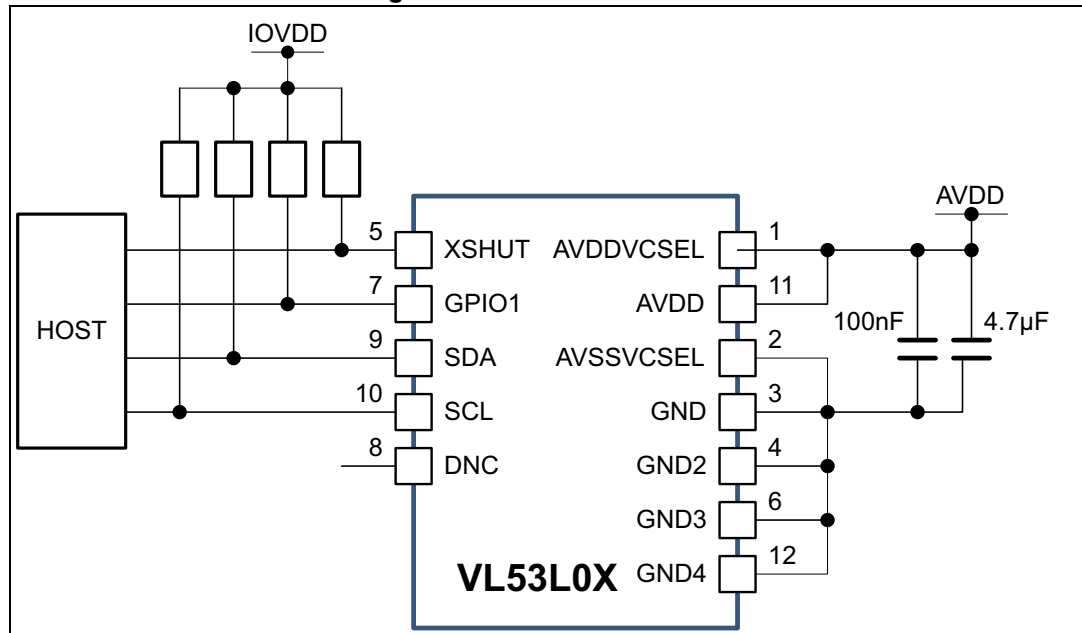 IOVDD
AVDD
HOST
5 XSHUT AVDDVCSEL 1
7 GPIO1 AVDD 11
100nF 4.7µF
9 SDA AVSSVCSEL 2
10 SCL GND 3
8 DNC GND2 4
GND3 6
VL53L0X GND4 12